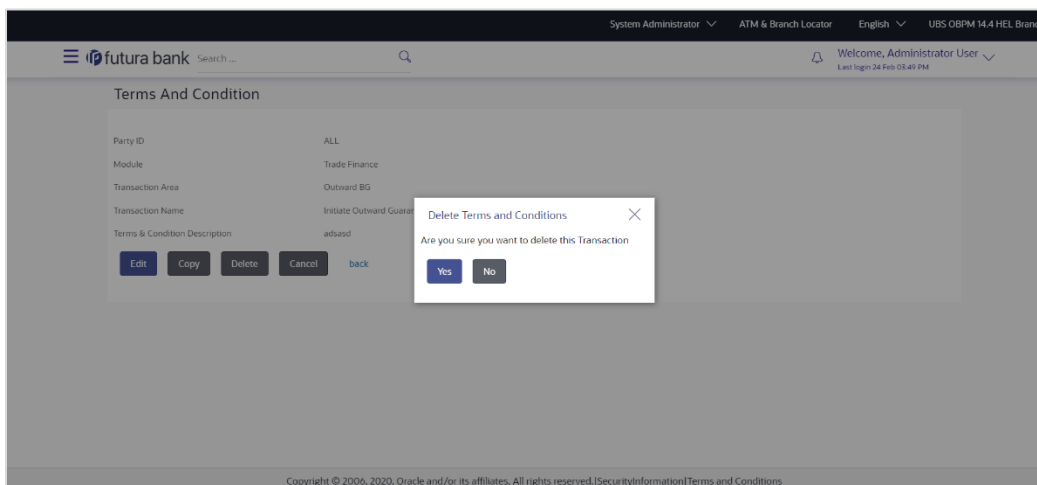 System Administrator ATM & Branch Locator English UBS OBPM 14.4 HEL Branc
futura bank Search ... Welcome, Administrator User
Last login 24 Feb 03:49 PM
Terms And Condition
Party ID ALL
Module Trade Finance
Transaction Area Outward BG
Transaction Name Initiate Outward Guaran
Terms & Condition Description adsasd
Edit Copy Delete Cancel back
Delete Terms and Conditions
Are you sure you want to delete this Transaction
Yes No
Copyright © 2006, 2020, Oracle and/or its affiliates. All rights reserved.|SecurityInformation|Terms and Conditions